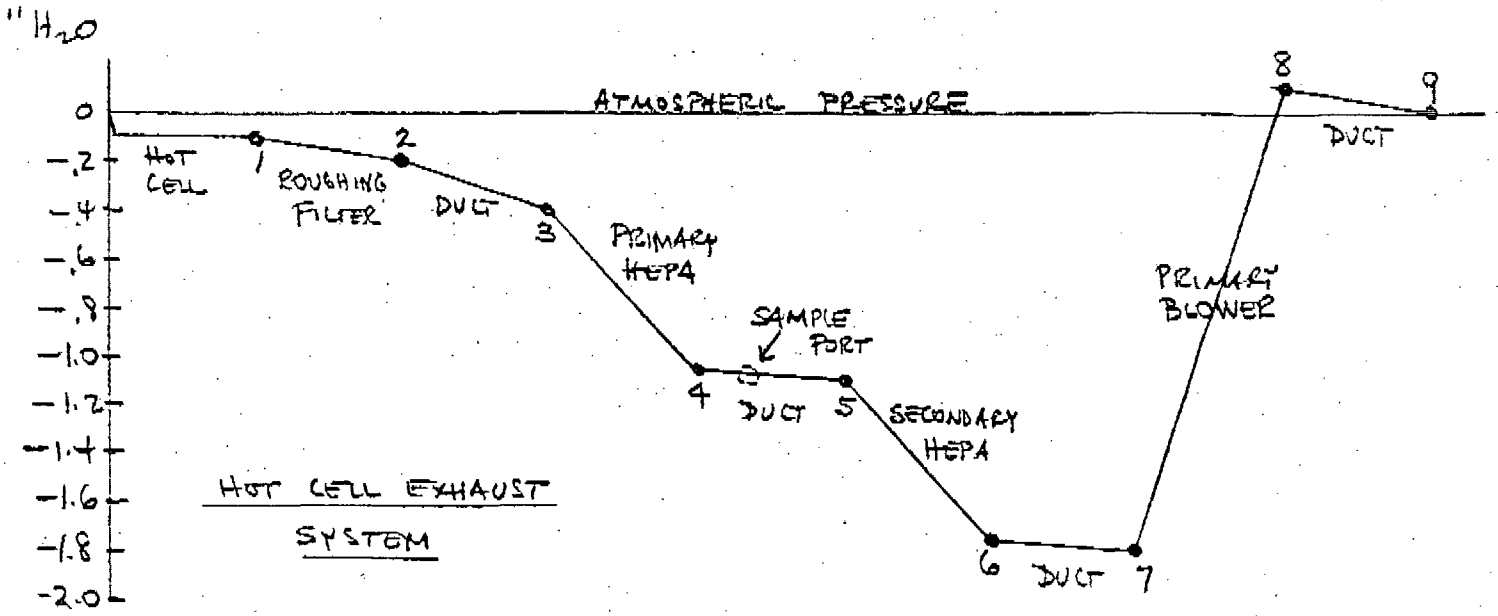 "H₂O
0
-.2
-.4
-.6
-.8
-1.0
-1.2
-1.4
-1.6
-1.8
-2.0
ATMOSPHERIC PRESSURE
HOT
CELL
1
ROUGHING
FILTER
2
DUCT
3
PRIMARY
HEPA
4
SAMPLE
PORT
DUCT
5
SECONDARY
HEPA
6
DUCT
7
PRIMARY
BLOWER
8
DUCT
9
HOT CELL EXHAUST
SYSTEM